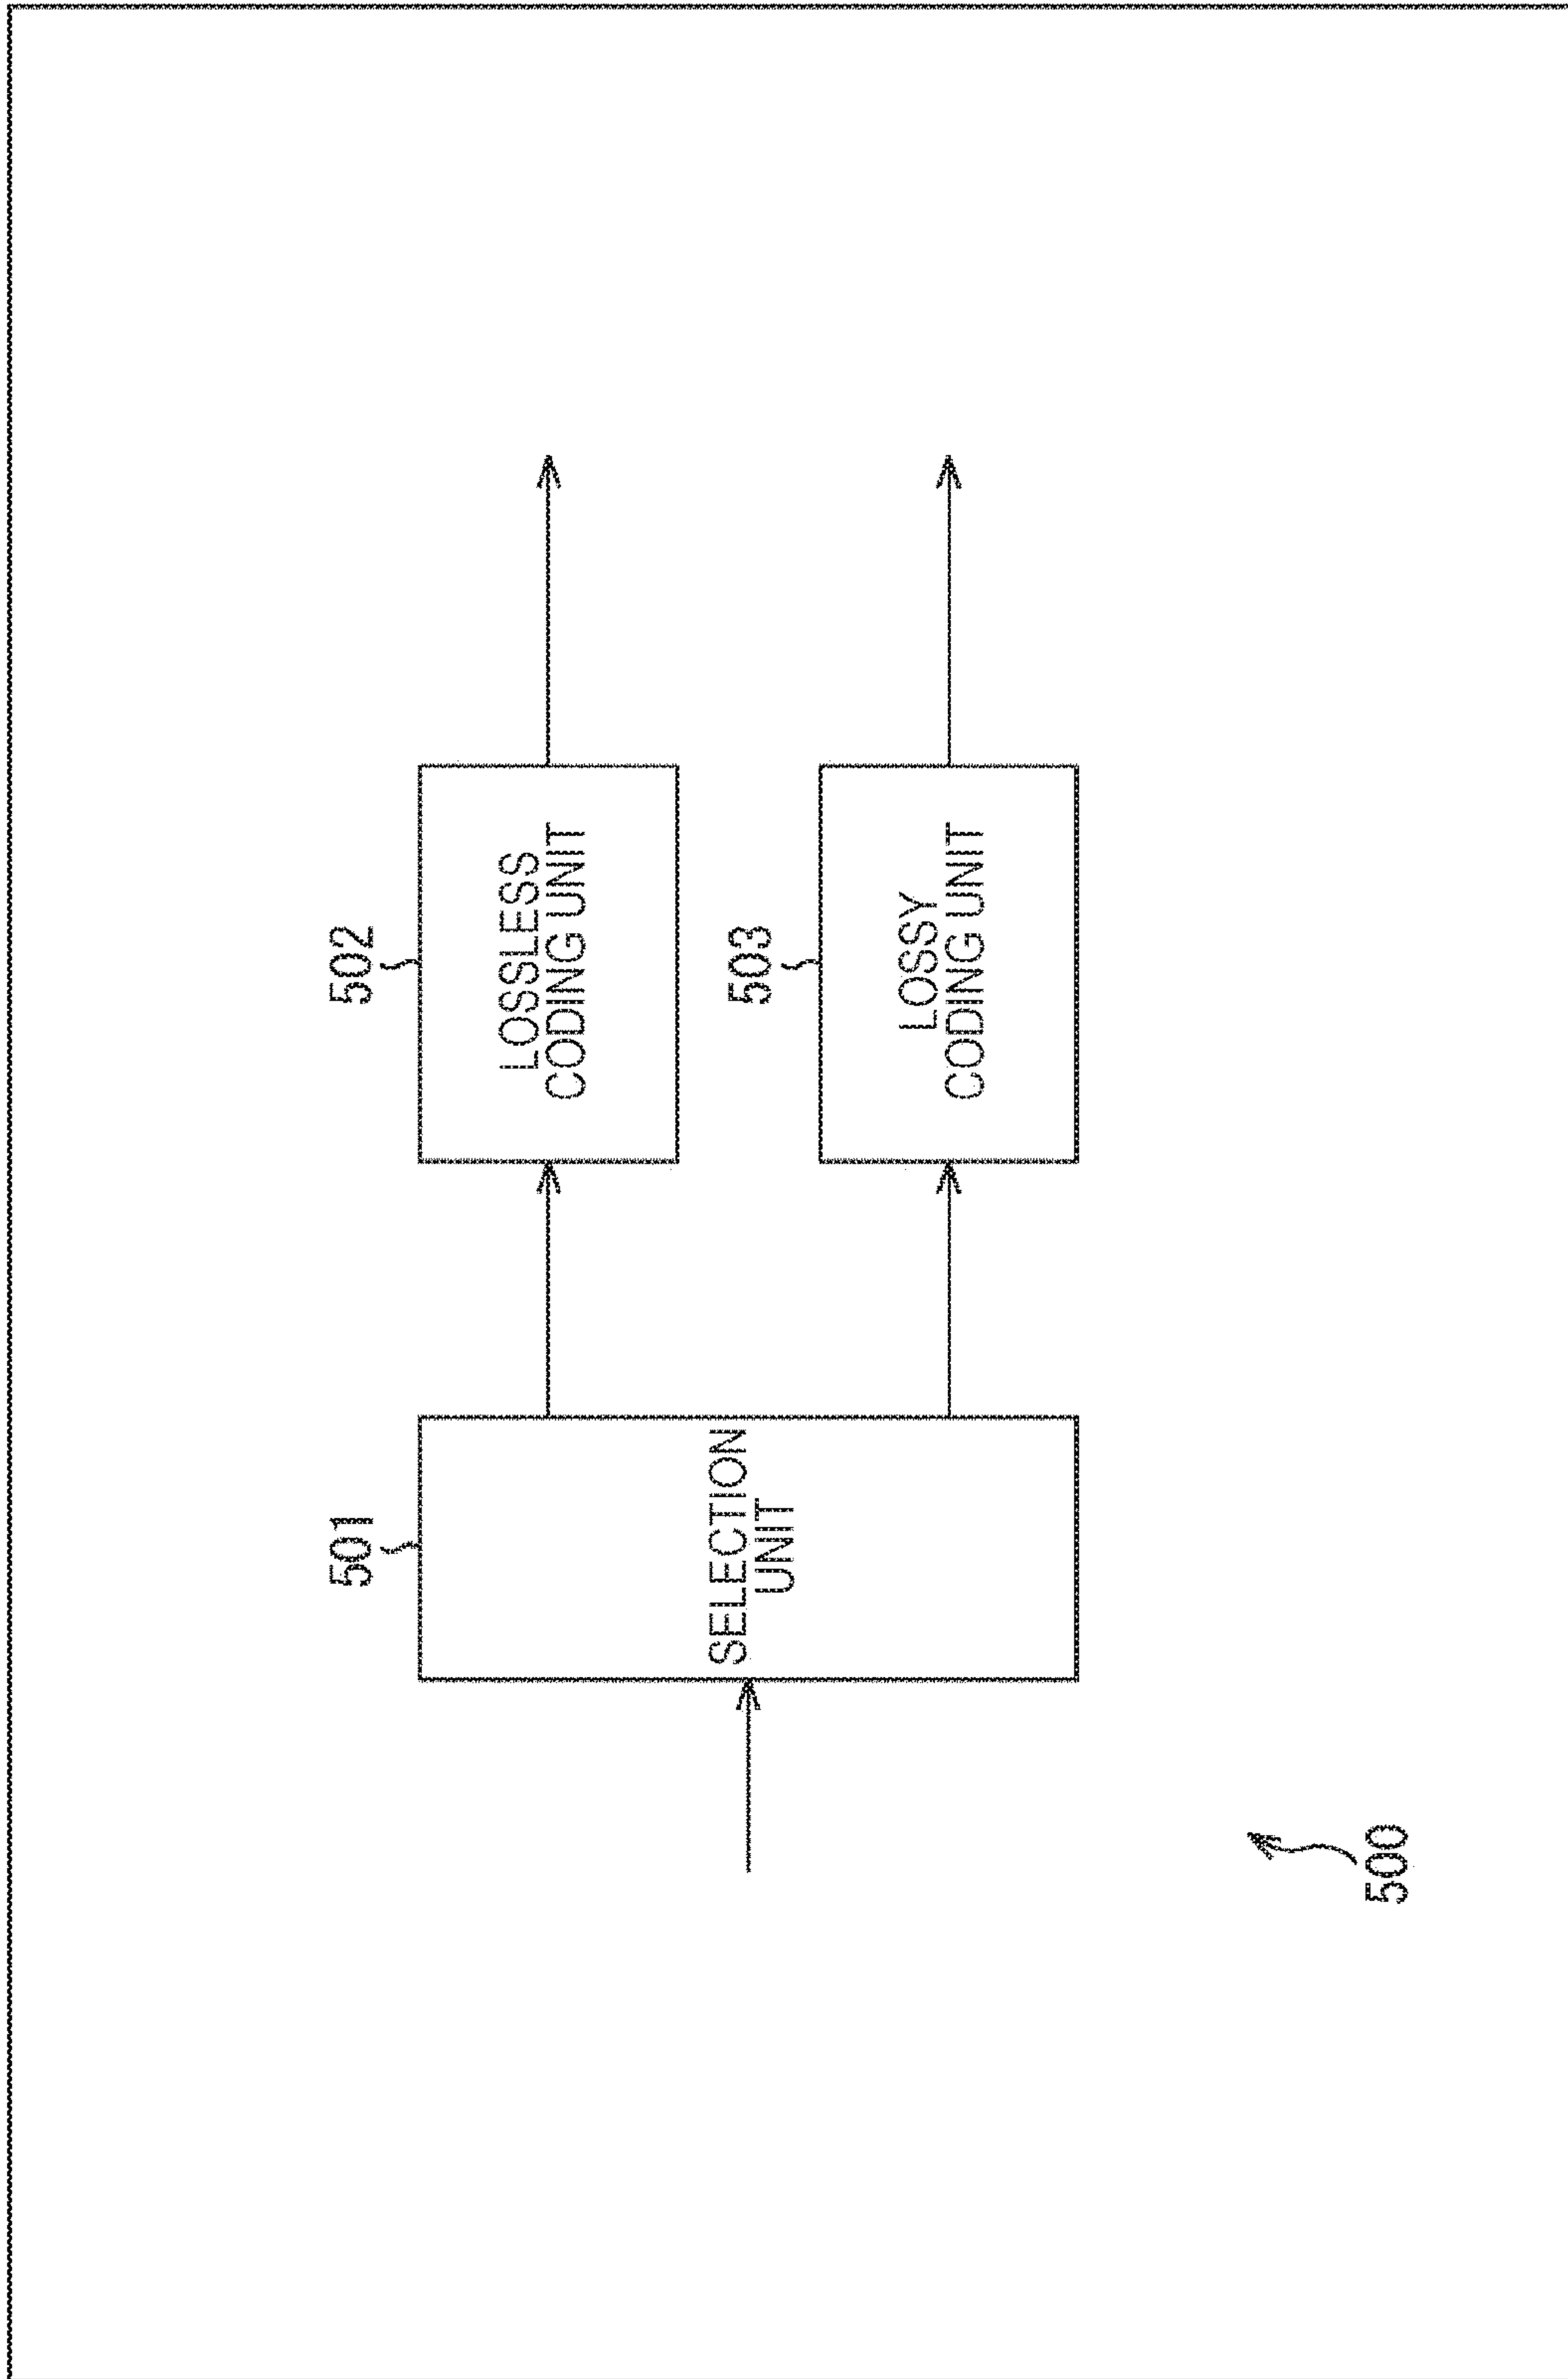 501
SELECTION
UNIT
502
LOSSLESS
CODING UNIT
503
LOSSY
CODING UNIT
500